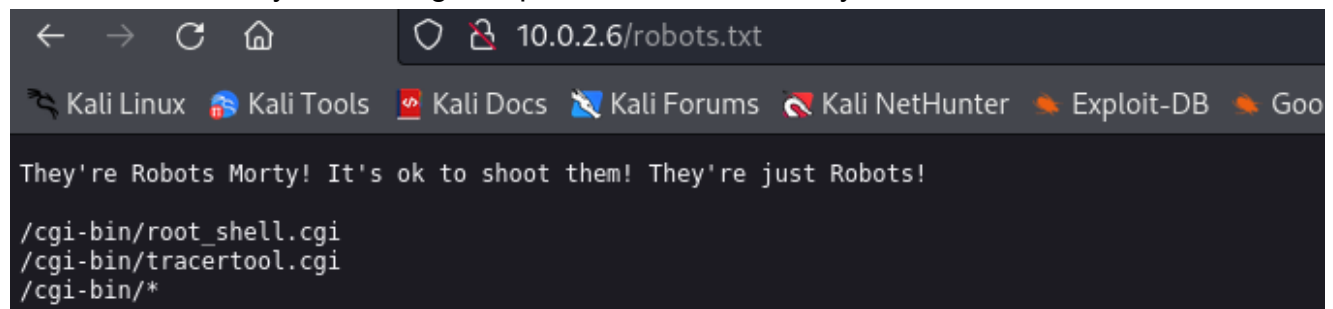 10.0.2.6/robots.txt
Kali Linux Kali Tools Kali Docs Kali Forums Kali NetHunter Exploit-DB Goo
They're Robots Morty! It's ok to shoot them! They're just Robots!
/cgi-bin/root_shell.cgi
/cgi-bin/tracertool.cgi
/cgi-bin/*